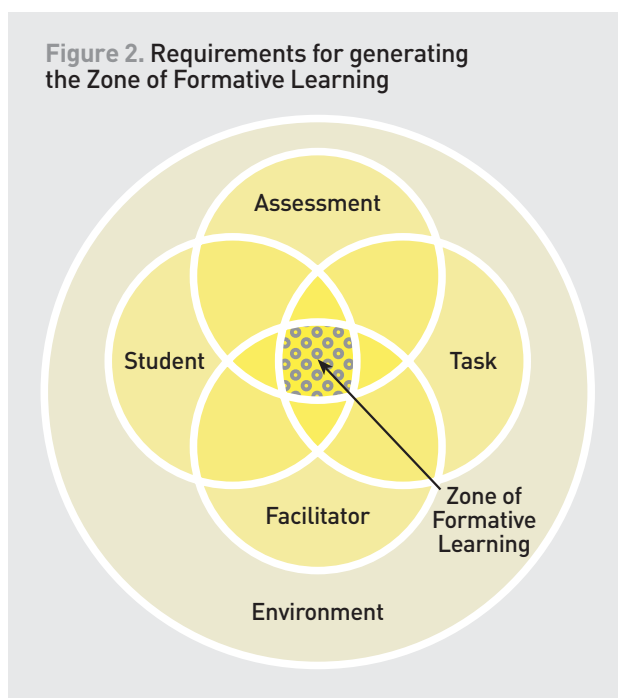 Figure 2. Requirements for generating
the Zone of Formative Learning
Assessment
Student
Task
Facilitator
Zone of
Formative
Learning
Environment